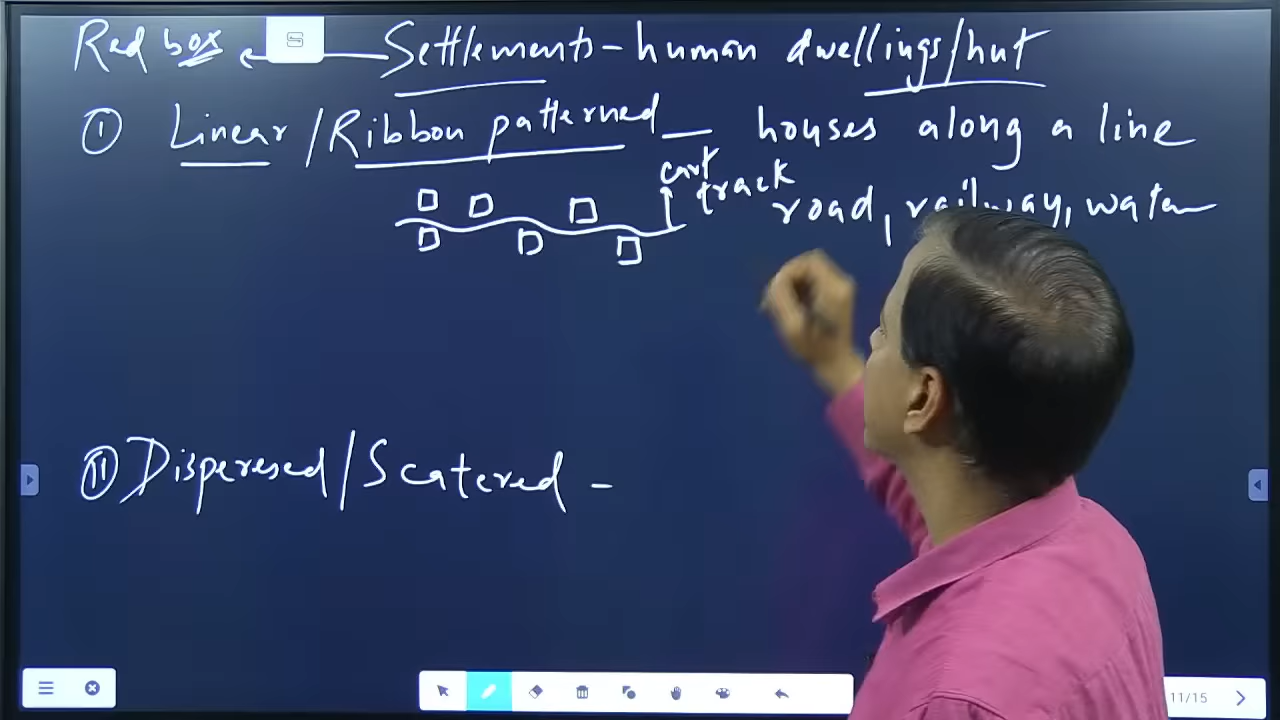 Red box ← Settlements - human dwellings/hut
① Linear/Ribbon patterned — houses along a line
cart track
road, railway, water
⑪ Disperesed/Scatered -
11/15